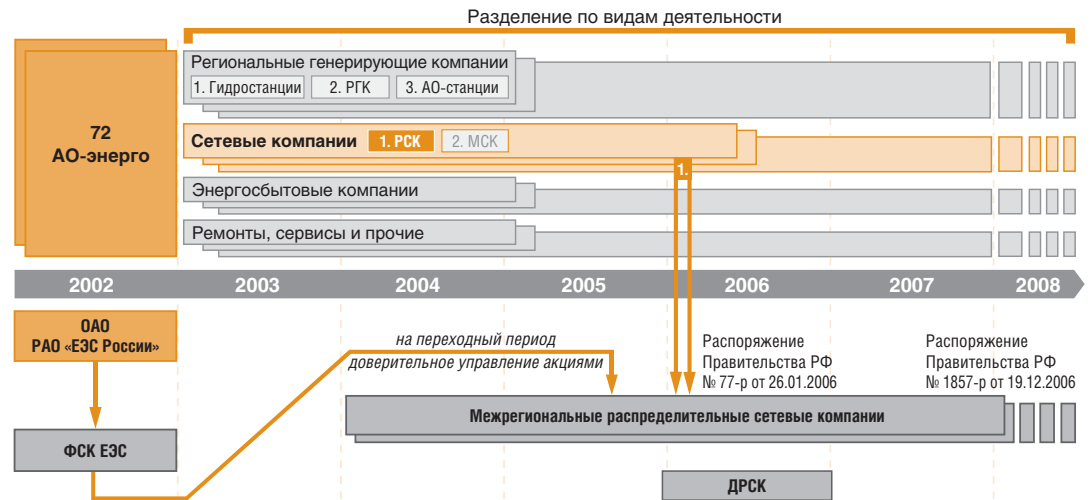 Разделение по видам деятельности
72
АО-энерго
Региональные генерирующие компании
1. Гидростанции
2. РГК
3. АО-станции
Сетевые компании
1. РСК
2. МСК
1.
Энергосбытовые компании
Ремонты, сервисы и прочие
2002
2003
2004
2005
2006
2007
2008
ОАО
РАО «ЕЭС России»
на переходный период
доверительное управление акциями
Распоряжение
Правительства РФ
№ 77-р от 26.01.2006
Распоряжение
Правительства РФ
№ 1857-р от 19.12.2006
Межрегиональные распределительные сетевые компании
ФСК ЕЭС
ДРСК